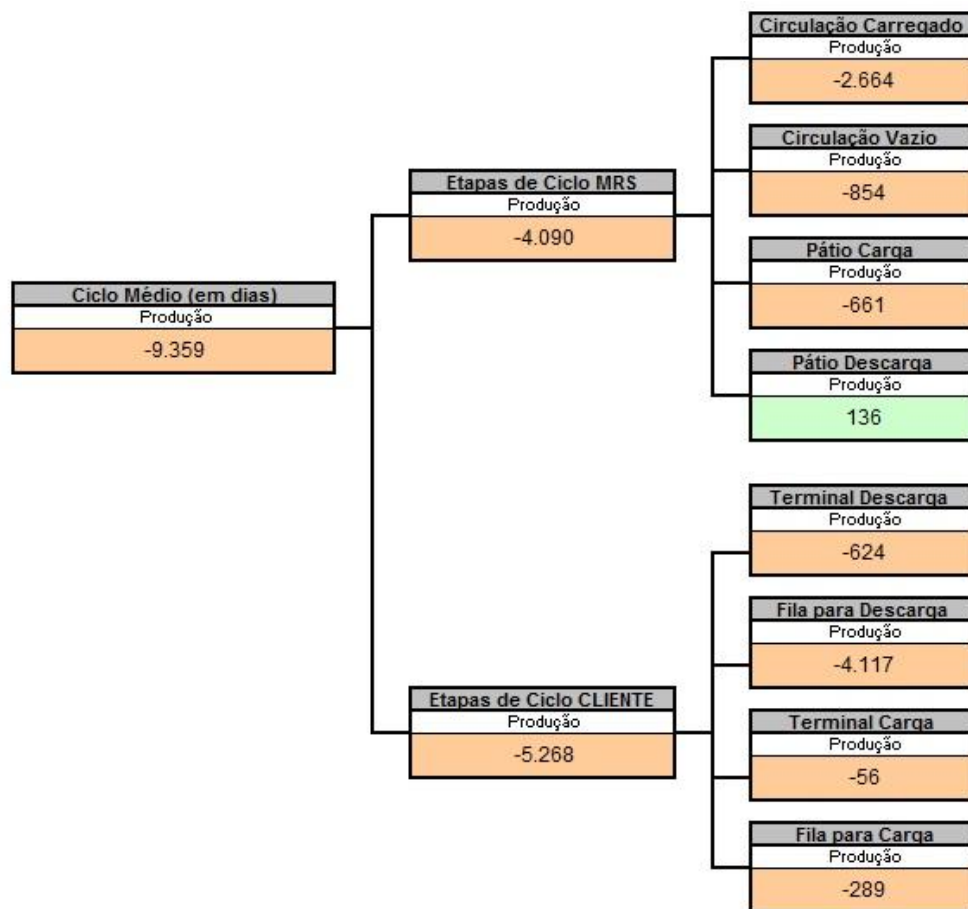 Circulação Carregado
Produção
-2.664
Circulação Vazio
Produção
-854
Etapas de Ciclo MRS
Produção
-4.090
Pátio Carga
Produção
-661
Ciclo Médio (em dias)
Produção
-9.359
Pátio Descarga
Produção
136
Terminal Descarga
Produção
-624
Fila para Descarga
Produção
-4.117
Etapas de Ciclo CLIENTE
Produção
-5.268
Terminal Carga
Produção
-56
Fila para Carga
Produção
-289